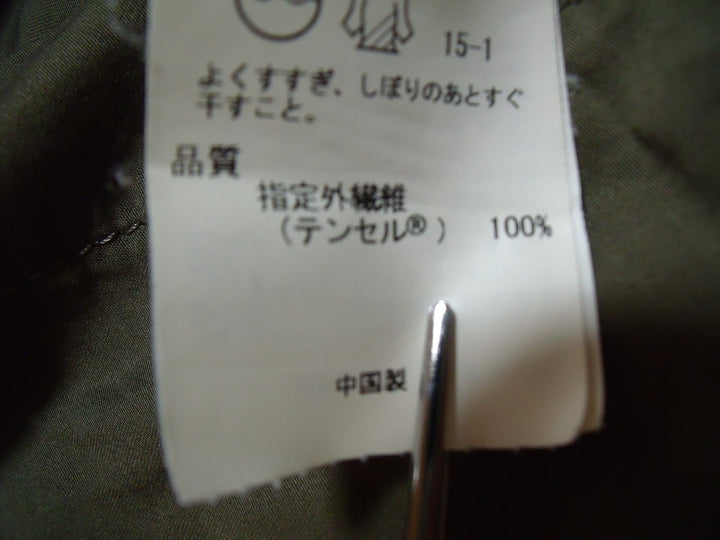 15-1
よくすすぎ、しぼりのあとすぐ
干すこと。
品質
指定外繊維
(テンセル®) 100%
中国製